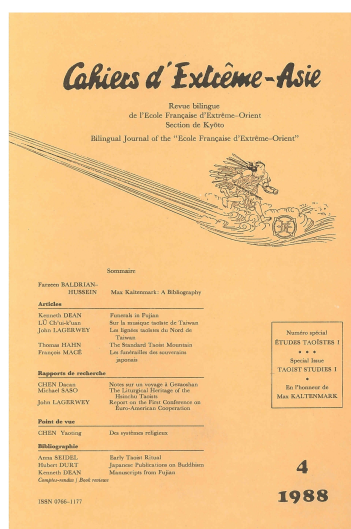 Cahiers d'Extrême-Asie
Revue bilingue
de l'Ecole Française d'Extrême-Orient
Section de Kyōto
Bilingual Journal of the "Ecole Française d'Extrême-Orient"
Sommaire
Farzeen BALDRIAN-
HUSSEIN Max Kaltenmark: A Bibliography
Articles
Kenneth DEAN Funerals in Fujian
LÜ Ch'ui-k'uan Sur la musique taoïste de Taiwan
John LAGERWEY Les lignées taoïstes du Nord de
Taiwan
Thomas HAHN The Standard Taoist Mountain
François MACÉ Les funérailles des souverains
japonais
Rapports de recherche
CHEN Dacan Notes sur un voyage à Gezaoshan
Michael SASO The Liturgical Heritage of the
Hsinchu Taoists
John LAGERWEY Report on the First Conference on
Euro-American Cooperation
Point de vue
CHEN Yaoting Des systèmes religieux
Bibliographie
Anna SEIDEL Early Taoist Ritual
Hubert DURT Japanese Publications on Buddhism
Kenneth DEAN Manuscripts from Fujian
Comptes-rendus / Book reviews
ISSN 0766-1177
Numéro spécial
ÉTUDES TAOÏSTES I
• • •
Special Issue
TAOIST STUDIES I
En l'honneur de
Max KALTENMARK
4
1988